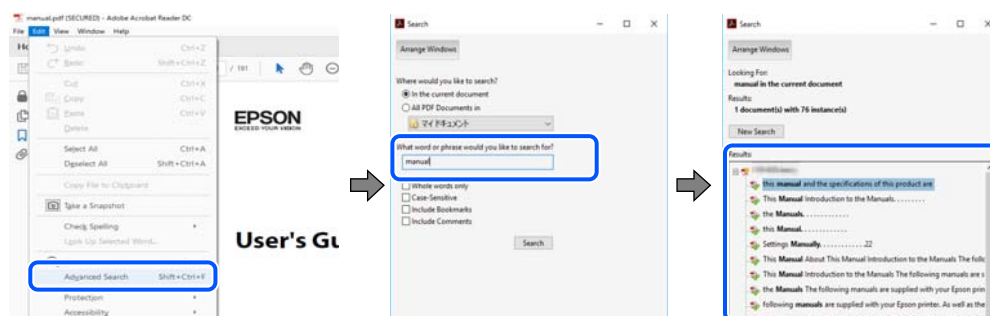 manual.pdf (SECURED) - Adobe Acrobat Reader DC
File Edit View Window Help
Undo Ctrl+Z
Redo Shift+Ctrl+Z
Cut Ctrl+X
Copy Ctrl+C
Paste Ctrl+V
Delete
Select All Ctrl+A
Deselect All Shift+Ctrl+A
Copy File to Clipboard
Take a Snapshot
Check Spelling
Look Up Selected Word...
Advanced Search Shift+Ctrl+F
Protection
Accessibility
/ 181
EPSON
EXCEED YOUR VISION
User's Gu
Search
Arrange Windows
Where would you like to search?
In the current document
All PDF Documents in
マイ ドキュメント
What word or phrase would you like to search for?
manual
Whole words only
Case-Sensitive
Include Bookmarks
Include Comments
Search
Search
Arrange Windows
Looking For:
manual in the current document
Results:
1 document(s) with 76 instance(s)
New Search
Results:
this manual and the specifications of this product are
This Manual Introduction to the Manuals. . . . . . . .
the Manuals. . . . . . . . . . . .
this Manual. . . . . . . . . . . .
Settings Manually. . . . . . . . . . . .22
This Manual About This Manual Introduction to the Manuals The follo
This Manual Introduction to the Manuals The following manuals are s
the Manuals The following manuals are supplied with your Epson prin
following manuals are supplied with your Epson printer. As well as the